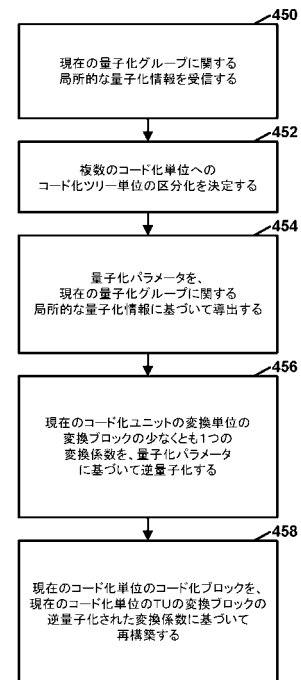 450
現在の量子化グループに関する
局所的な量子化情報を受信する
452
複数のコード化単位への
コード化ツリー単位の区分化を決定する
454
量子化パラメータを、
現在の量子化グループに関する
局所的な量子化情報に基づいて導出する
456
現在のコード化ユニットの変換単位の
変換ブロックの少なくとも1つの
変換係数を、量子化パラメータ
に基づいて逆量子化する
458
現在のコード化単位のコード化ブロックを、
現在のコード化単位のTUの変換ブロックの
逆量子化された変換係数に基づいて
再構築する